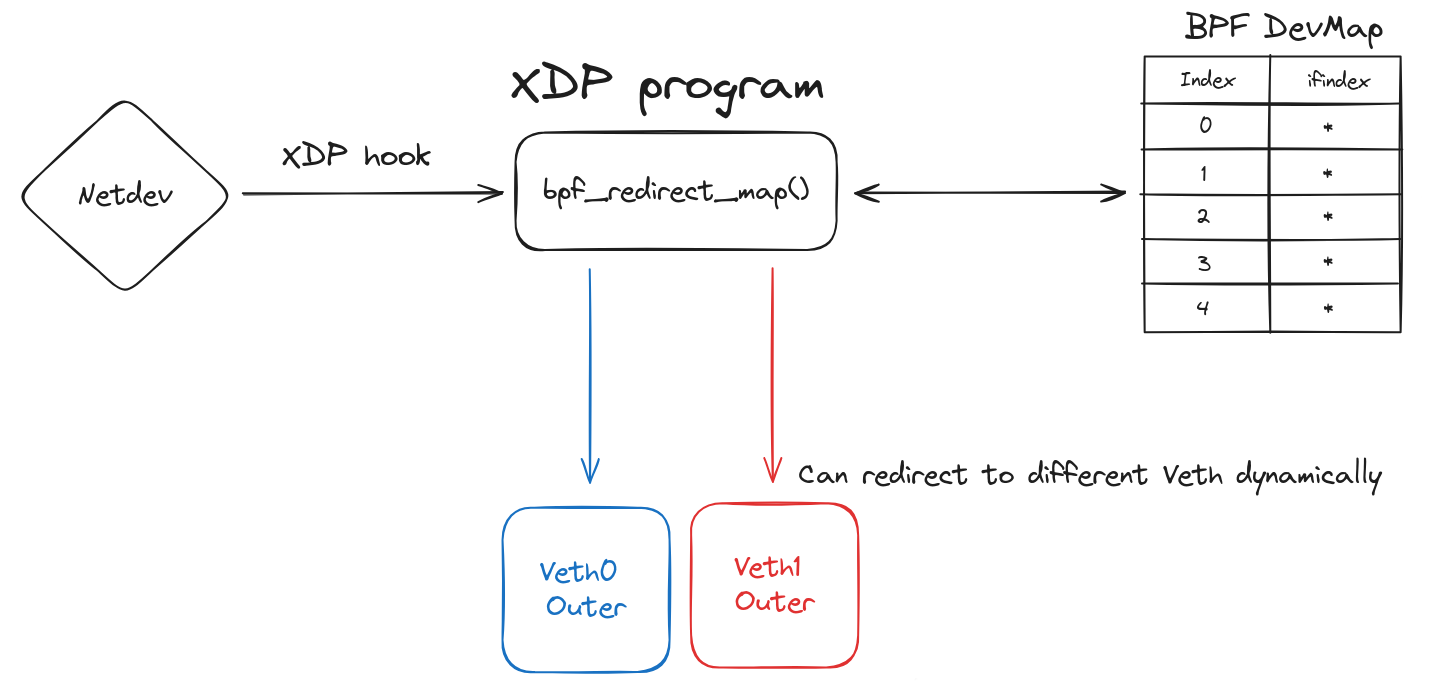 BPF DevMap
XDP program
Index ifindex
0 *
1 *
2 *
3 *
4 *
XDP hook
Netdev
bpf_redirect_map()
Can redirect to different Veth dynamically
Veth0
Outer
Veth1
Outer